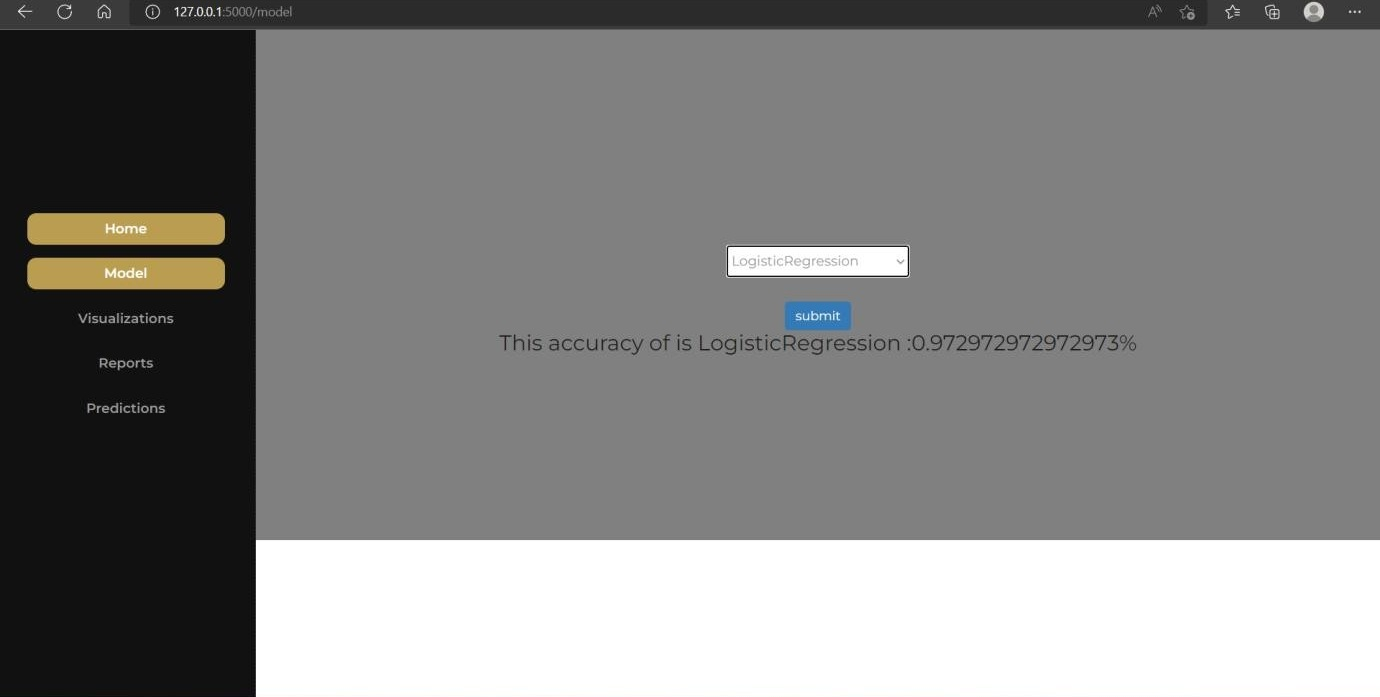 127.0.0.1:5000/model
Home
Model
Visualizations
Reports
Predictions
LogisticRegression
submit
This accuracy of is LogisticRegression :0.972972972972973%